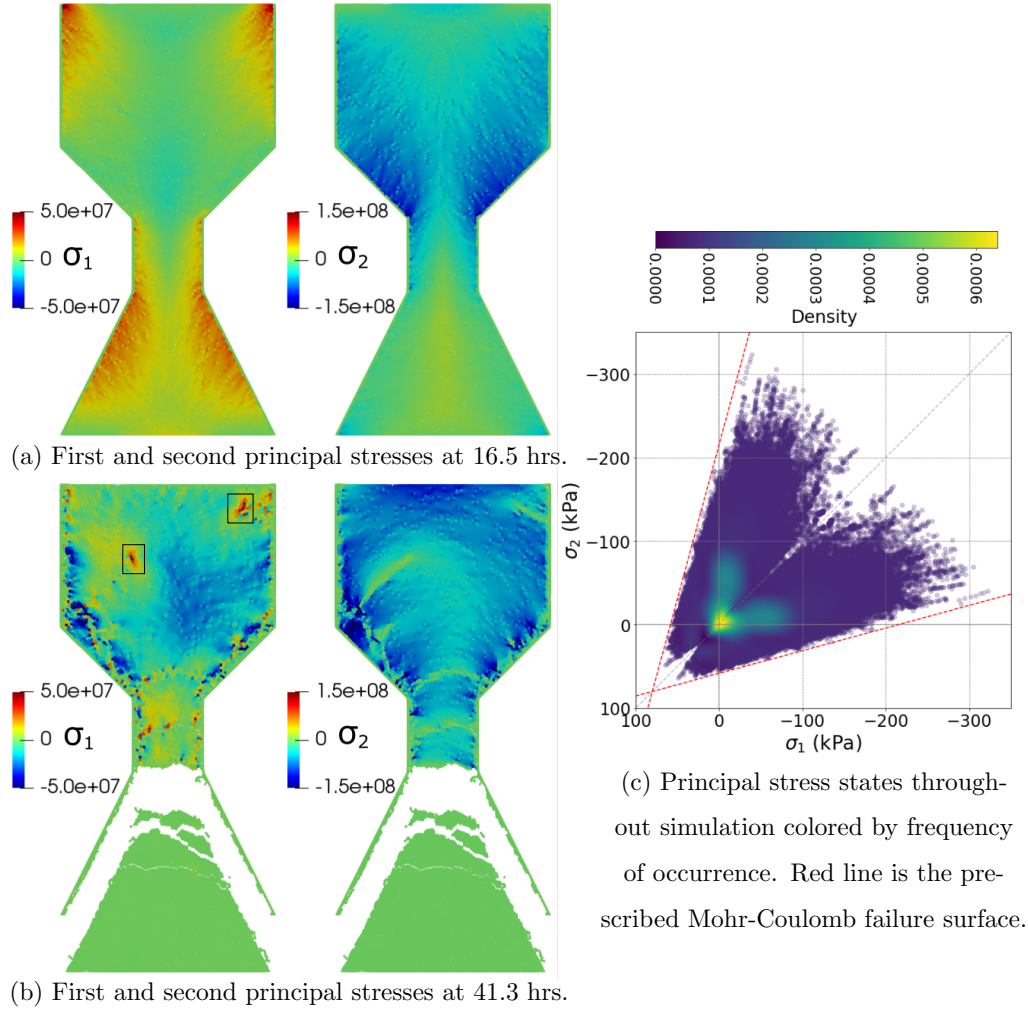 5.0e+07
0 σ1
-5.0e+07
1.5e+08
0 σ2
-1.5e+08
(a) First and second principal stresses at 16.5 hrs.
5.0e+07
0 σ1
-5.0e+07
1.5e+08
0 σ2
-1.5e+08
(b) First and second principal stresses at 41.3 hrs.
0.0000 0.0001 0.0002 0.0003 0.0004 0.0005 0.0006
Density
−300
−200
−100
0
100
σ2 (kPa)
100 0 −100 −200 −300
σ1 (kPa)
(c) Principal stress states through-
out simulation colored by frequency
of occurrence. Red line is the pre-
scribed Mohr-Coulomb failure surface.